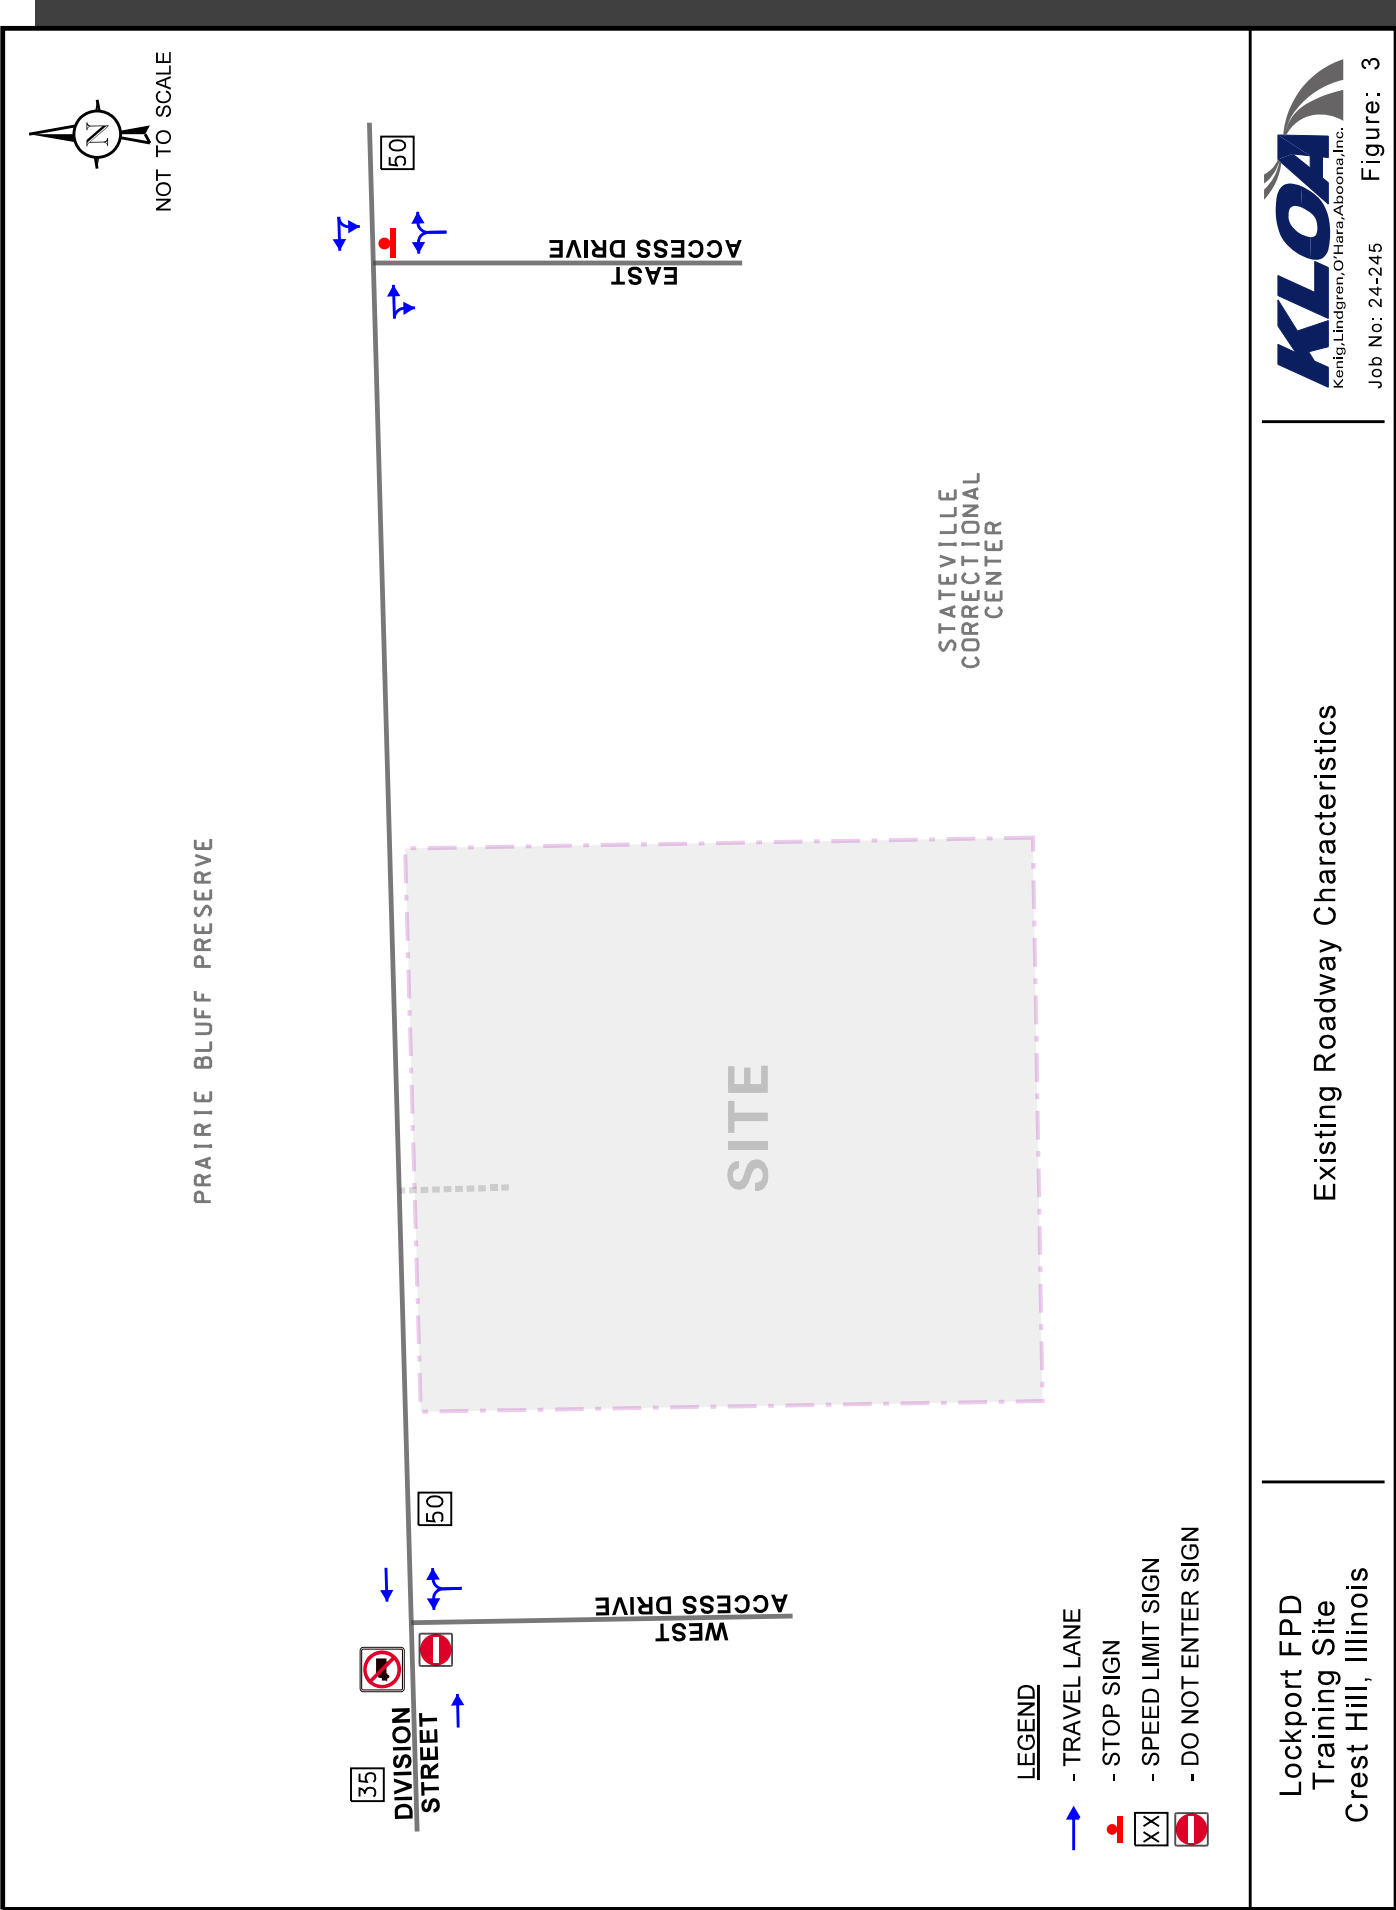 N
NOT TO SCALE
PRAIRIE BLUFF PRESERVE
50
EAST
ACCESS DRIVE
STATEVILLE
CORRECTIONAL
CENTER
SITE
50
WEST
ACCESS DRIVE
35
DIVISION
STREET
LEGEND
- TRAVEL LANE
- STOP SIGN
XX - SPEED LIMIT SIGN
- DO NOT ENTER SIGN
Lockport FPD
Training Site
Crest Hill, Illinois
Existing Roadway Characteristics
KLOA
Kenig,Lindgren,O'Hara,Aboona,Inc.
Job No: 24-245 Figure: 3